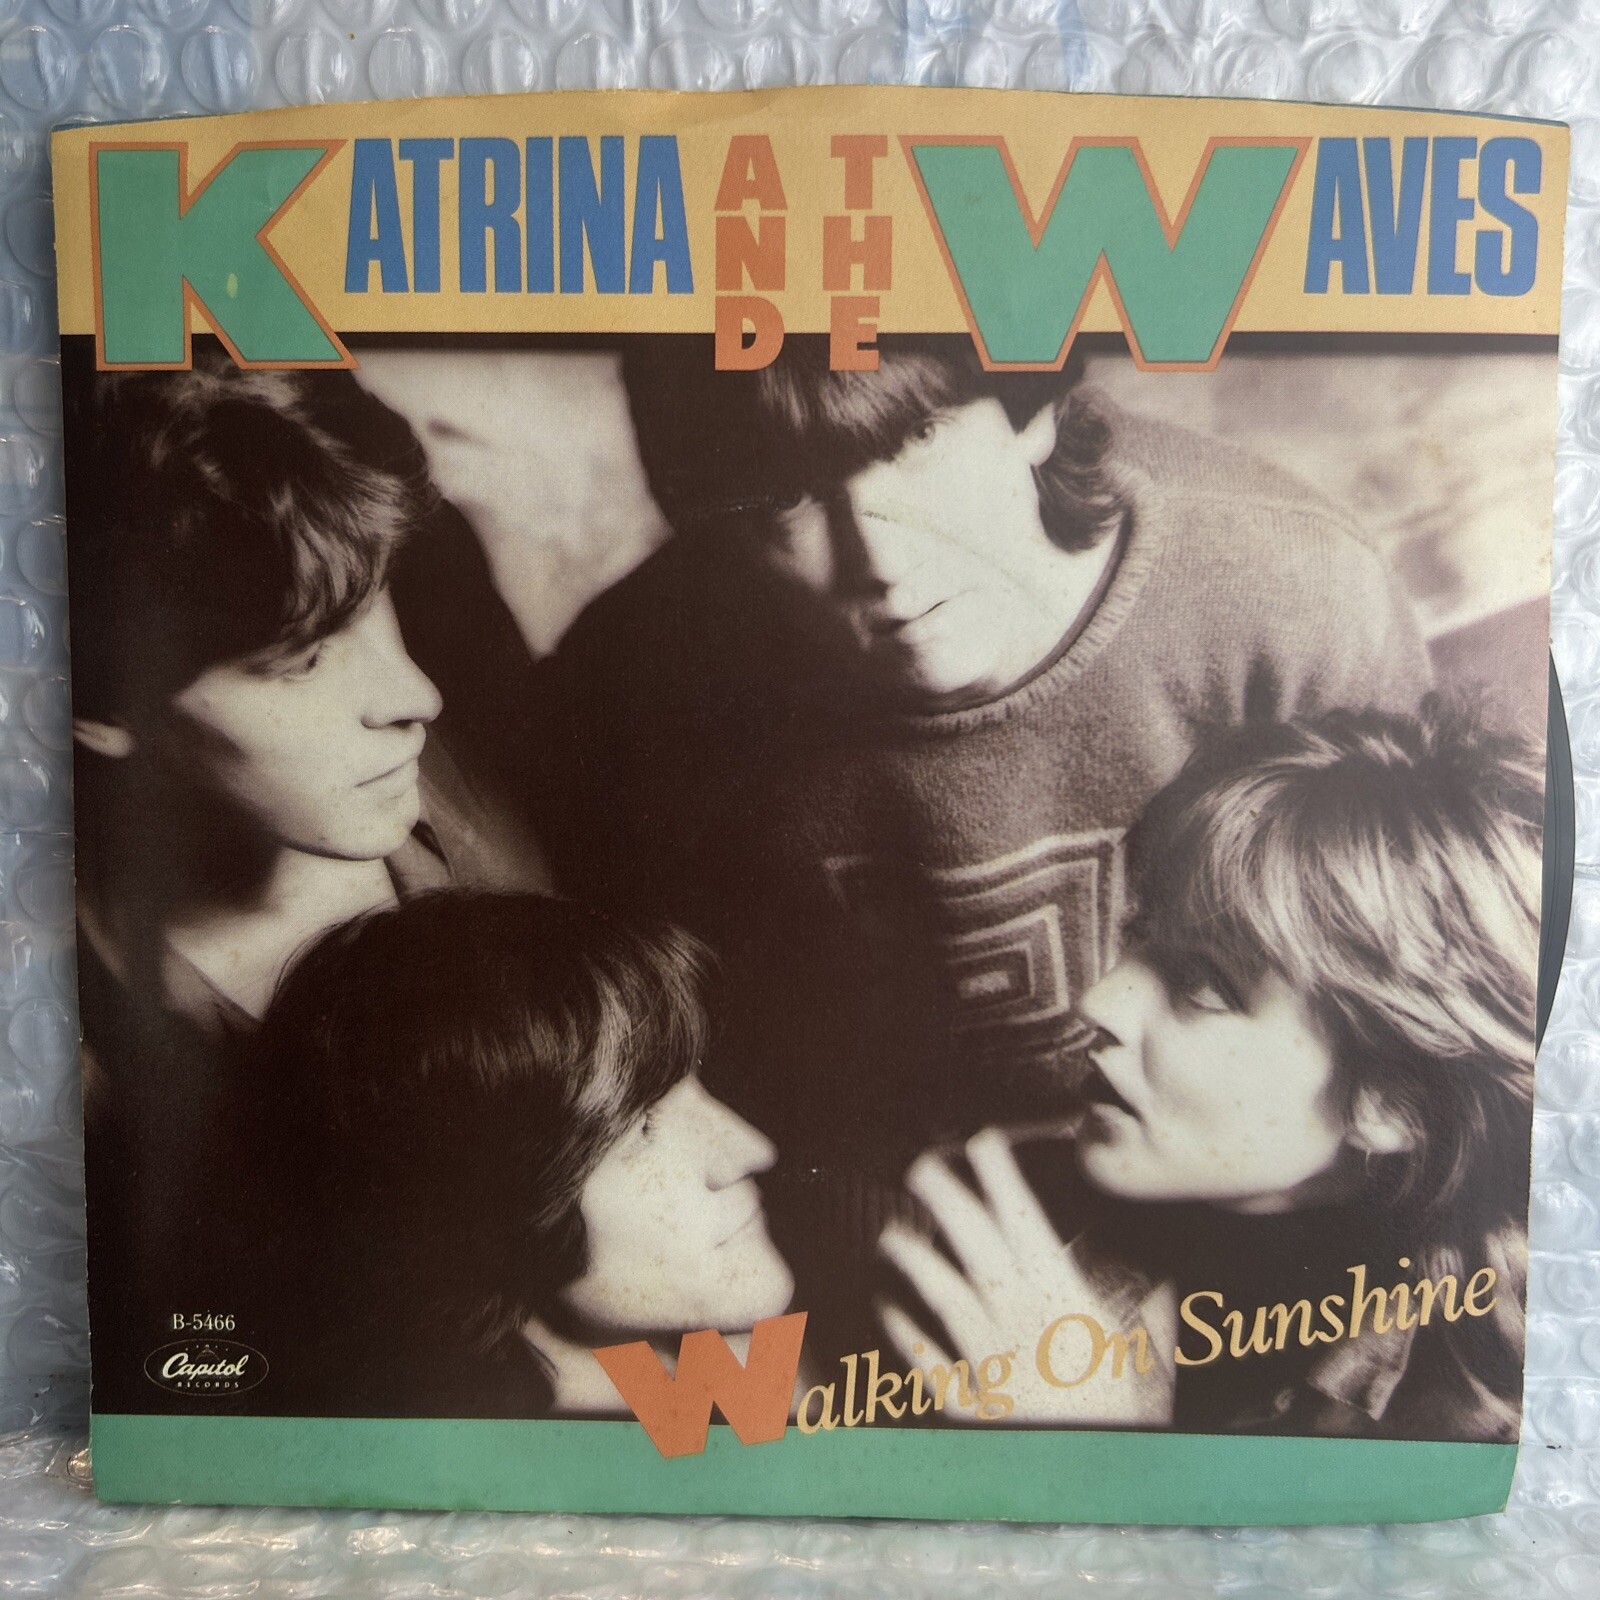 KATRINA AND THE WAVES
B-5466
Capitol
RECORDS
Walking On Sunshine